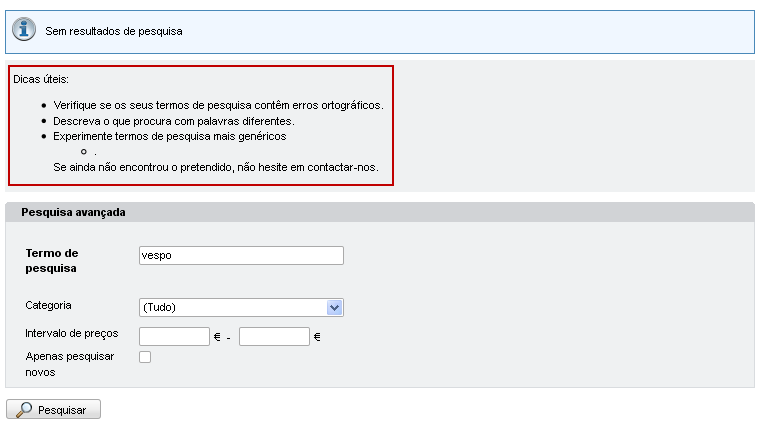 Sem resultados de pesquisa
Dicas úteis:
Verifique se os seus termos de pesquisa contêm erros ortográficos.
Descreva o que procura com palavras diferentes.
Experimente termos de pesquisa mais genéricos
.
Se ainda não encontrou o pretendido, não hesite em contactar-nos.
Pesquisa avançada
Termo de
pesquisa
vespo
Categoria
(Tudo)
Intervalo de preços
€ - €
Apenas pesquisar
novos
Pesquisar